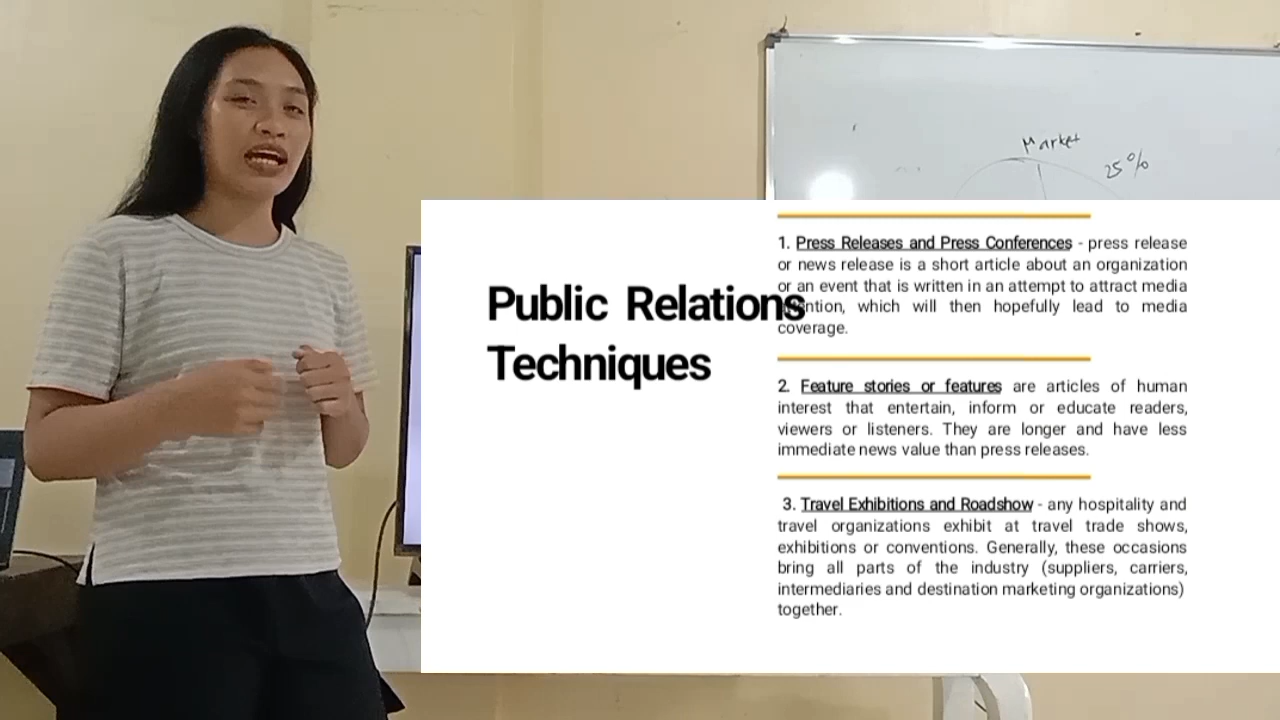 Market
25%
Public Relations
Techniques
1. Press Releases and Press Conferences - press release
or news release is a short article about an organization
or an event that is written in an attempt to attract media
which will then hopefully lead to media
coverage.
2. Feature stories or features are articles of human
interest that entertain, inform or educate readers,
viewers or listeners. They are longer and have less
immediate news value than press releases.
3. Travel Exhibitions and Roadshow - any hospitality and
travel organizations exhibit at travel trade shows,
exhibitions or conventions. Generally, these occasions
bring all parts of the industry (suppliers, carriers,
intermediaries and destination marketing organizations)
together.